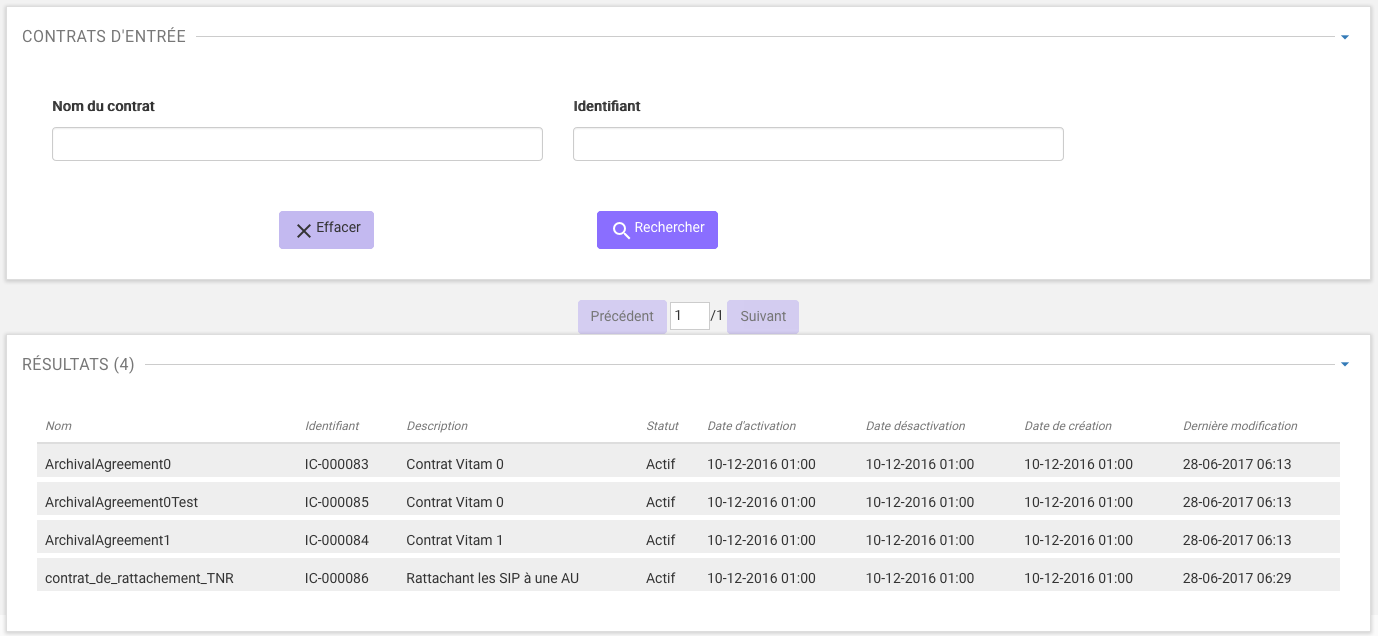 CONTRATS D'ENTRÉE
Nom du contrat Identifiant
Effacer Rechercher
Précédent 1 /1 Suivant
RÉSULTATS (4)
Nom Identifiant Description Statut Date d'activation Date désactivation Date de création Dernière modification
ArchivalAgreement0 IC-000083 Contrat Vitam 0 Actif 10-12-2016 01:00 10-12-2016 01:00 10-12-2016 01:00 28-06-2017 06:13
ArchivalAgreement0Test IC-000085 Contrat Vitam 0 Actif 10-12-2016 01:00 10-12-2016 01:00 10-12-2016 01:00 28-06-2017 06:13
ArchivalAgreement1 IC-000084 Contrat Vitam 1 Actif 10-12-2016 01:00 10-12-2016 01:00 10-12-2016 01:00 28-06-2017 06:13
contrat_de_rattachement_TNR IC-000086 Rattachant les SIP à une AU Actif 10-12-2016 01:00 10-12-2016 01:00 10-12-2016 01:00 28-06-2017 06:29